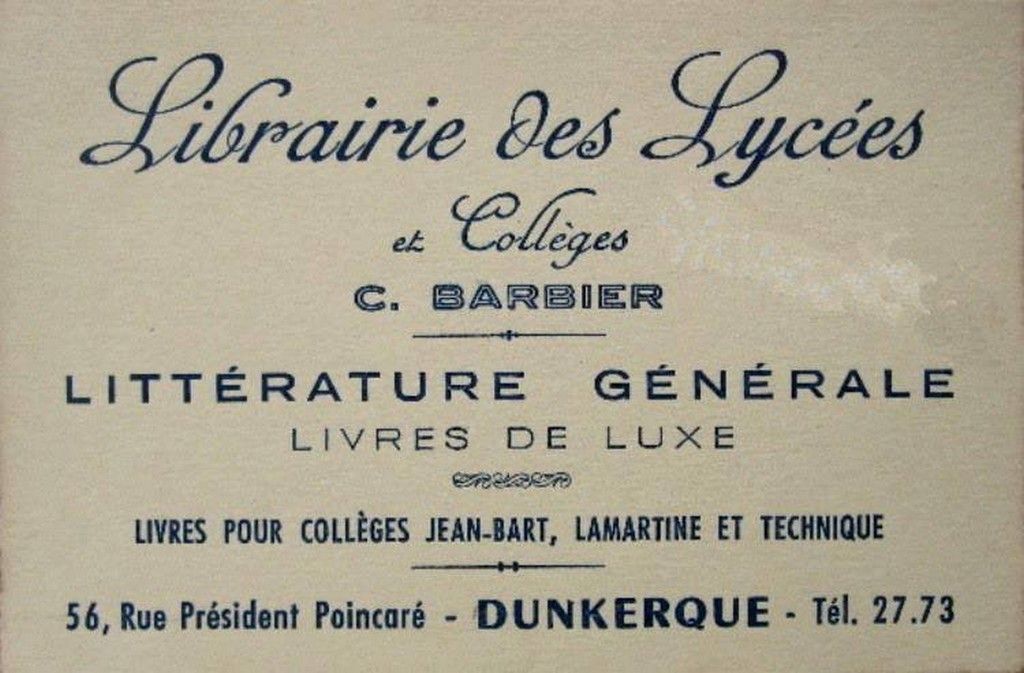 Librairie des Lycées
et Collèges
C. BARBIER
LITTÉRATURE GÉNÉRALE
LIVRES DE LUXE
LIVRES POUR COLLÈGES JEAN-BART, LAMARTINE ET TECHNIQUE
56, Rue Président Poincaré - DUNKERQUE - Tél. 27.73